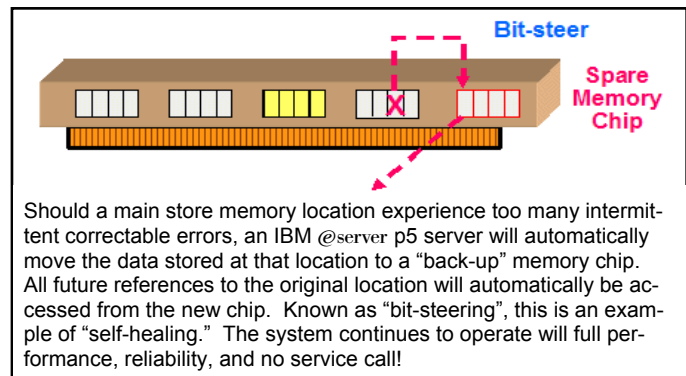 Bit-steer
Spare
Memory
Chip
X
Should a main store memory location experience too many intermit-
tent correctable errors, an IBM @server p5 server will automatically
move the data stored at that location to a “back-up” memory chip.
All future references to the original location will automatically be ac-
cessed from the new chip.  Known as “bit-steering”, this is an exam-
ple of “self-healing.”  The system continues to operate will full per-
formance, reliability, and no service call!